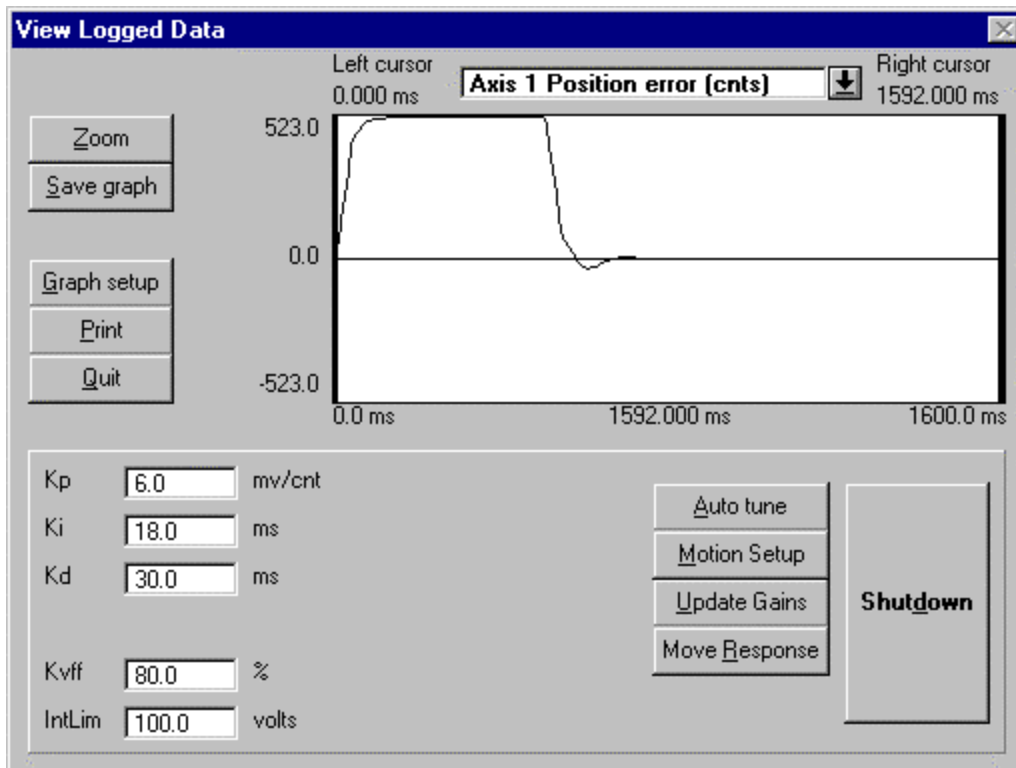 View Logged Data
Left cursor
0.000 ms
Axis 1 Position error (cnts)
Right cursor
1592.000 ms
Zoom
Save graph
Graph setup
Print
Quit
523.0
0.0
-523.0
0.0 ms
1592.000 ms
1600.0 ms
Kp 6.0 mv/cnt
Ki 18.0 ms
Kd 30.0 ms
Kvff 80.0 %
IntLim 100.0 volts
Auto tune
Motion Setup
Update Gains
Move Response
Shutdown